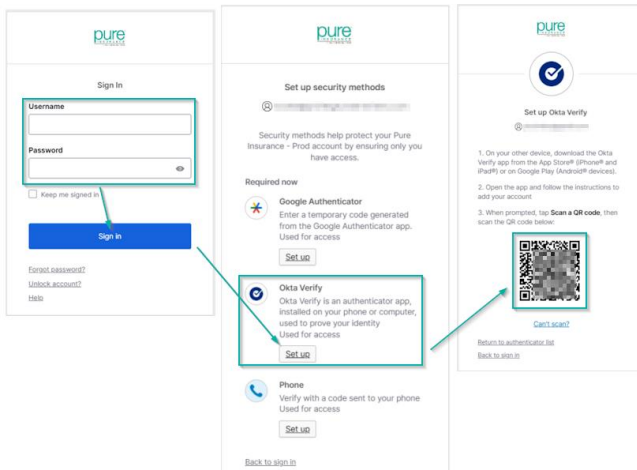 pure
Sign In
Username
Password
Keep me signed in
Sign in
Forgot password?
Unlock account?
Help
pure
Set up security methods
Security methods help protect your Pure
Insurance - Prod account by ensuring only you
have access.
Required now
Google Authenticator
Enter a temporary code generated
from the Google Authenticator app.
Used for access
Set up
Okta Verify
Okta Verify is an authenticator app,
installed on your phone or computer,
used to prove your identity
Used for access
Set up
Phone
Verify with a code sent to your phone
Used for access
Set up
Back to sign in
pure
Set up Okta Verify
1. On your other device, download the Okta
Verify app from the App Store® (iPhone® and
iPad®) or on Google Play (Android® devices).
2. Open the app and follow the instructions to
add your account
3. When prompted, tap Scan a QR code, then
scan the QR code below:
Can't scan?
Return to authenticator list
Back to sign in